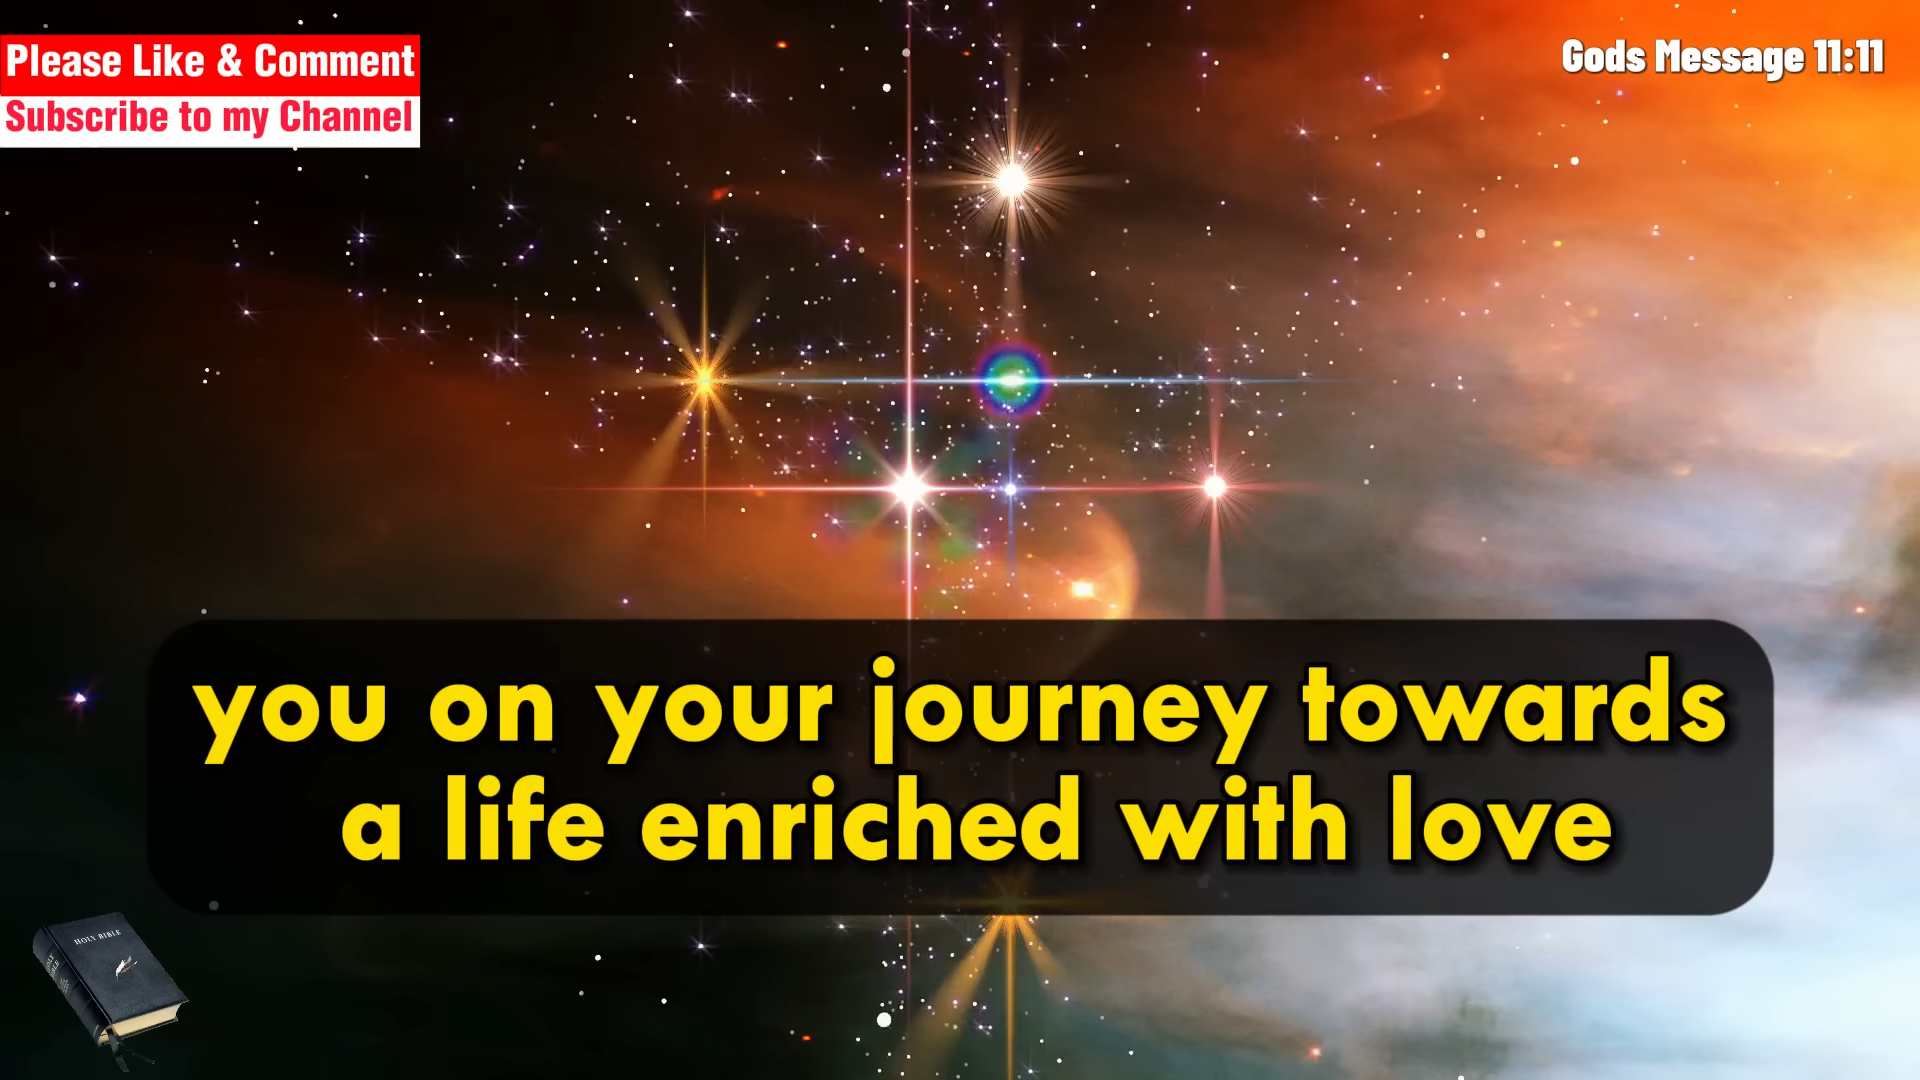 Please Like & Comment
Subscribe to my Channel
Gods Message 11:11
you on your journey towards
a life enriched with love
HOLY BIBLE